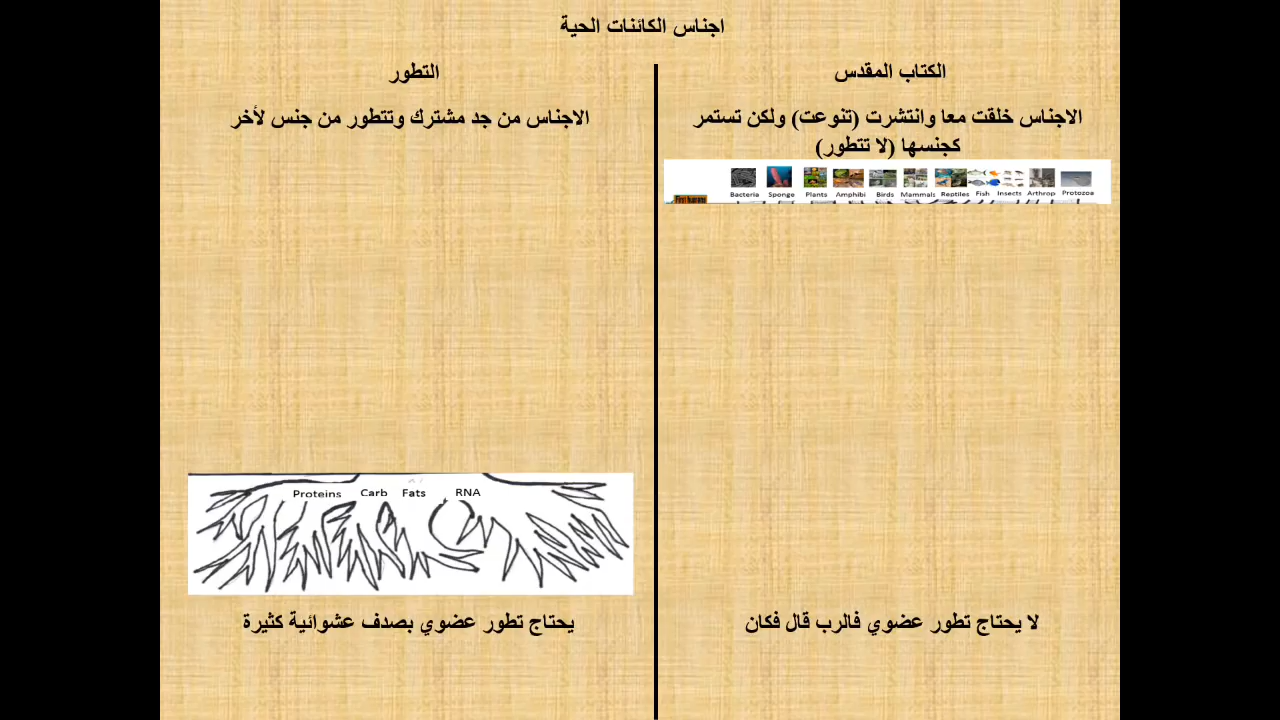 اجناس الكائنات الحية
الكتاب المقدس
الاجناس خلقت معا وانتشرت (تنوعت) ولكن تستمر
كجنسها (لا تتطور)
Bacteria Sponge Plants Amphibi Birds Mammals Reptiles Fish Insects Arthrop Protozoe
لا يحتاج تطور عضوي فالرب قال فكان
التطور
الاجناس من جد مشترك وتتطور من جنس لأخر
Proteins Carb Fats RNA
يحتاج تطور عضوي بصدف عشوائية كثيرة